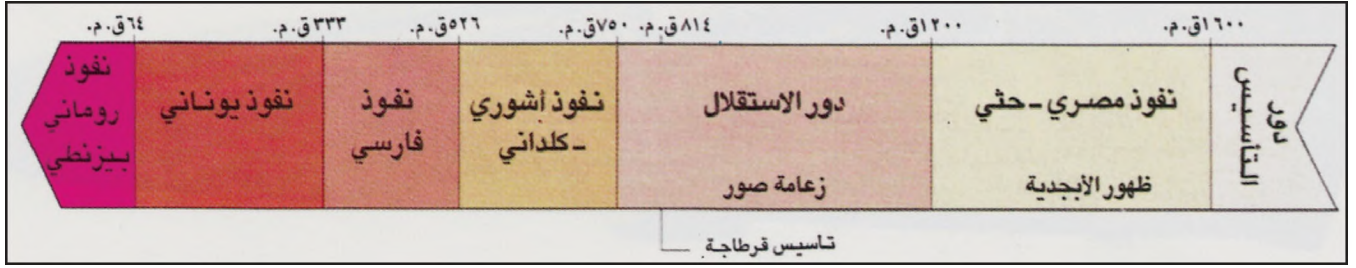 ١٦٠٠ق.م. ١٢٠٠ق.م. ٨١٤ق.م. ٧٥٠ق.م. ٥٢٦ق.م. ٣٣٣ق.م. ٦٤ق.م.
دور
التأسيس
نفوذ مصري - حثي
ظهور الأبجدية
دور الاستقلال
زعامة صور
نفوذ أشوري
- كلداني
نفوذ
فارسي
نفوذ يوناني
نفوذ
روماني
بيزنطي
تأسيس قرطاجة